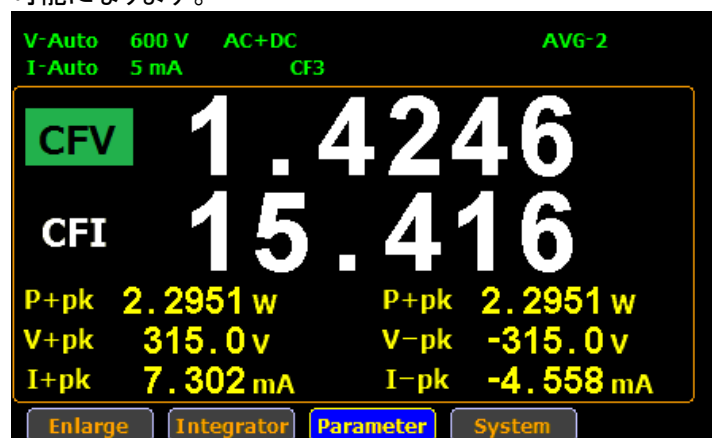 可能になります。
V-Auto 600 V AC+DC AVG-2
I-Auto 5 mA CF3
CFV 1.4246
CFI 15.416
P+pk 2.2951 W P+pk 2.2951 W
V+pk 315.0 V V-pk -315.0 V
I+pk 7.302 mA I-pk -4.558 mA
Enlarge Integrator Parameter System